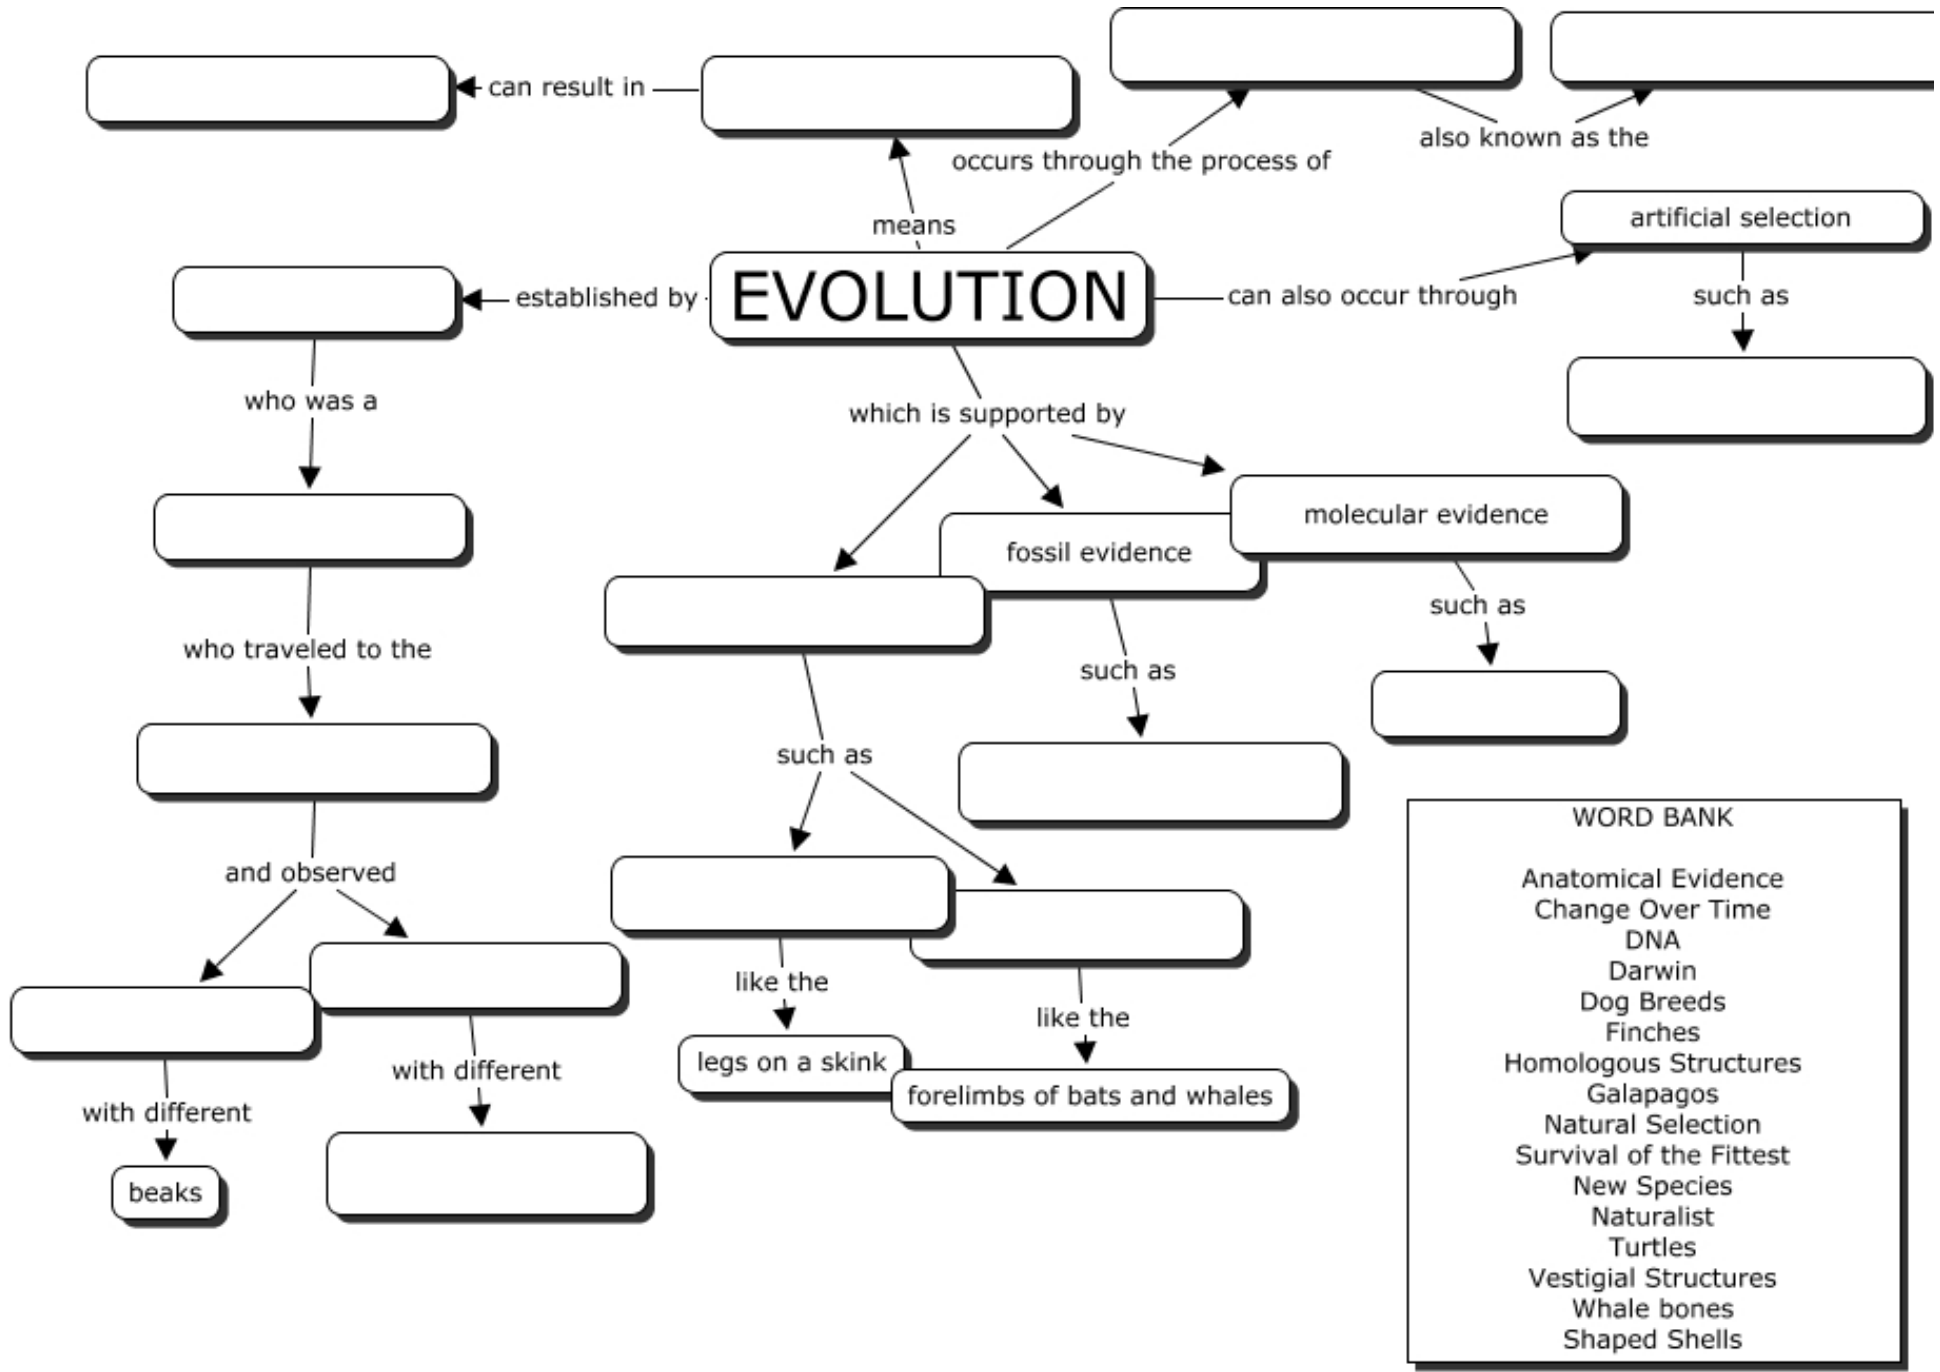 can result in
also known as the
occurs through the process of
means
artificial selection
EVOLUTION
established by
can also occur through
such as
who was a
which is supported by
molecular evidence
fossil evidence
such as
who traveled to the
such as
such as
and observed
like the
like the
legs on a skink
forelimbs of bats and whales
with different
with different
beaks
WORD BANK
Anatomical Evidence
Change Over Time
DNA
Darwin
Dog Breeds
Finches
Homologous Structures
Galapagos
Natural Selection
Survival of the Fittest
New Species
Naturalist
Turtles
Vestigial Structures
Whale bones
Shaped Shells